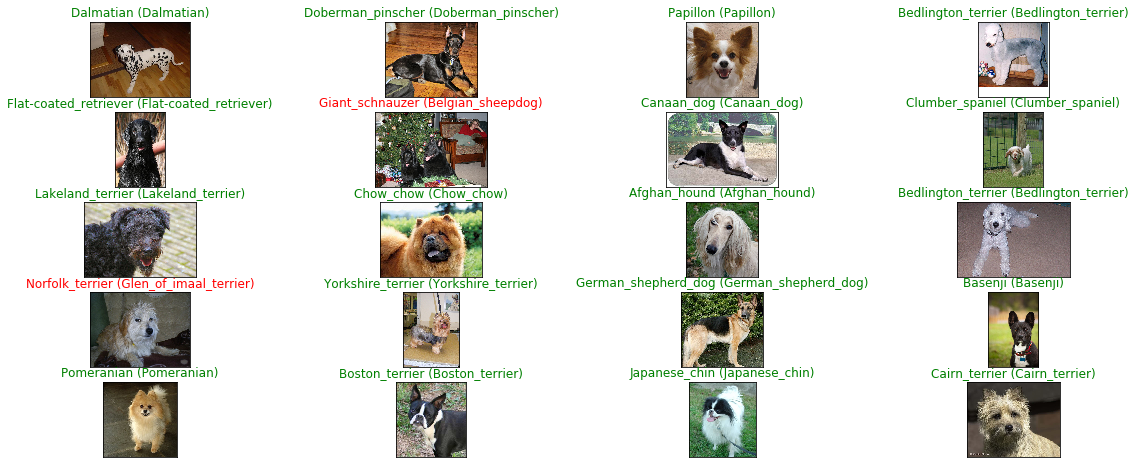 Dalmatian (Dalmatian)
Doberman_pinscher (Doberman_pinscher)
Papillon (Papillon)
Bedlington_terrier (Bedlington_terrier)
Flat-coated_retriever (Flat-coated_retriever)
Giant_schnauzer (Belgian_sheepdog)
Canaan_dog (Canaan_dog)
Clumber_spaniel (Clumber_spaniel)
Lakeland_terrier (Lakeland_terrier)
Chow_chow (Chow_chow)
Afghan_hound (Afghan_hound)
Bedlington_terrier (Bedlington_terrier)
Norfolk_terrier (Glen_of_imaal_terrier)
Yorkshire_terrier (Yorkshire_terrier)
German_shepherd_dog (German_shepherd_dog)
Basenji (Basenji)
Pomeranian (Pomeranian)
Boston_terrier (Boston_terrier)
Japanese_chin (Japanese_chin)
Cairn_terrier (Cairn_terrier)